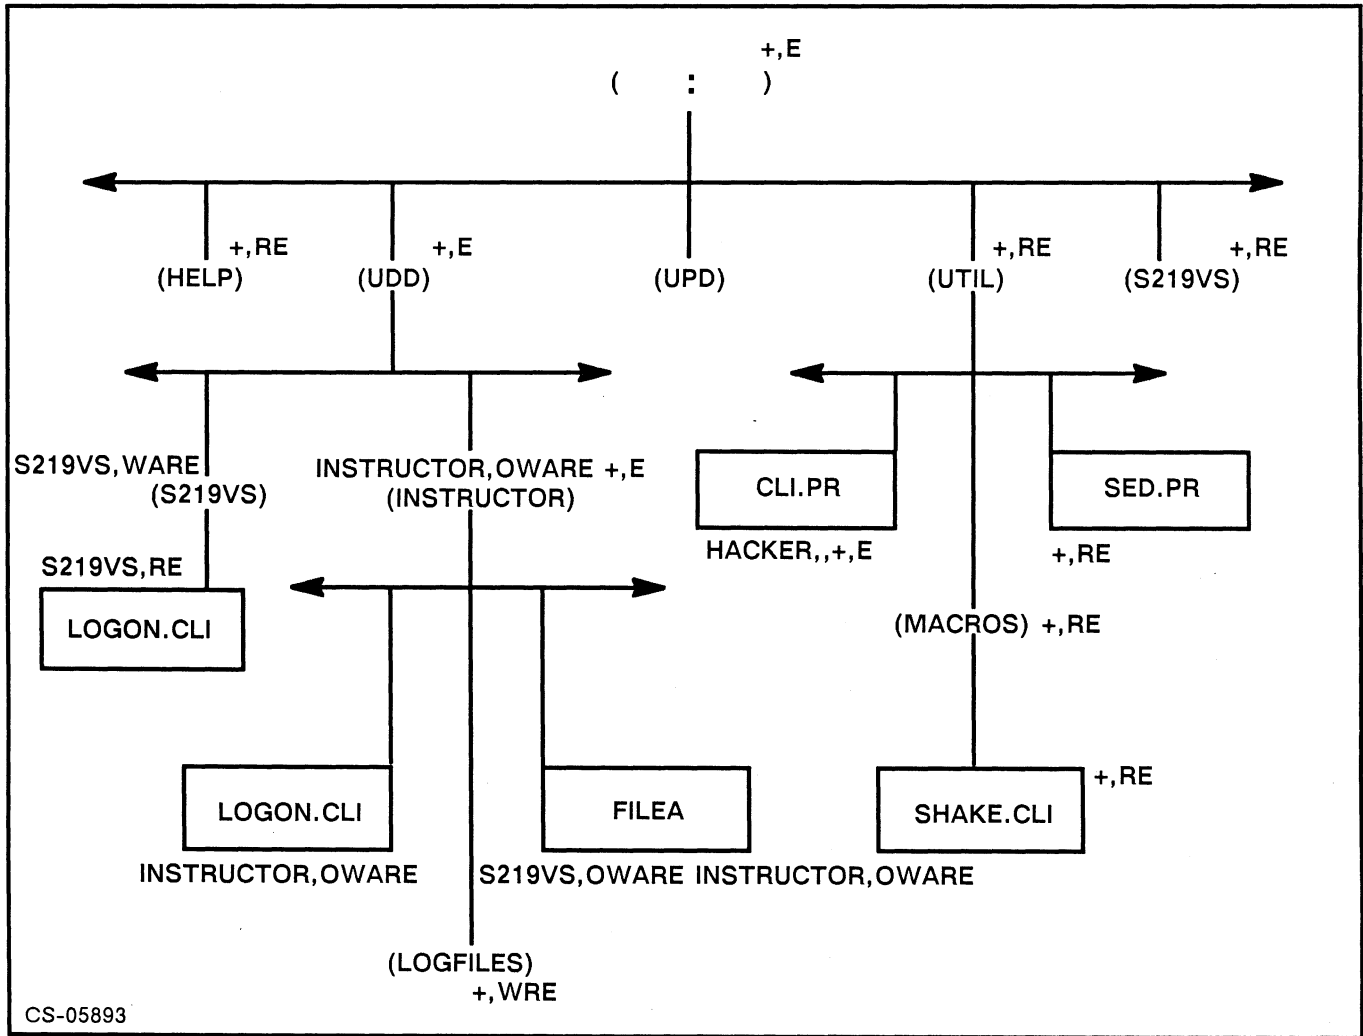 +,E
( : )
+,RE +,E +,RE +,RE
(HELP) (UDD) (UPD) (UTIL) (S219VS)
S219VS,WARE INSTRUCTOR,OWARE +,E
(S219VS) (INSTRUCTOR)
CLI.PR SED.PR
HACKER,,+,E +,RE
S219VS,RE
LOGON.CLI
(MACROS) +,RE
+,RE
LOGON.CLI FILEA SHAKE.CLI
INSTRUCTOR,OWARE S219VS,OWARE INSTRUCTOR,OWARE
(LOGFILES)
+,WRE
CS-05893